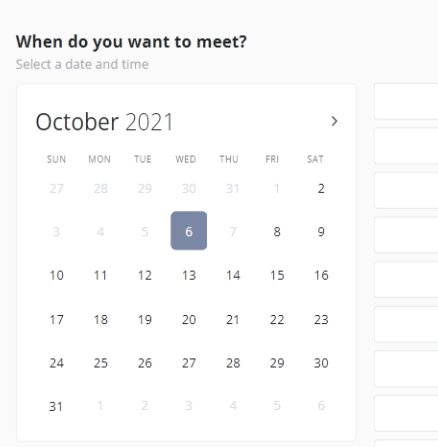 When do you want to meet?
Select a date and time
October 2021 >
SUN MON TUE WED THU FRI SAT
27 28 29 30 31 1 2
3 4 5 6 7 8 9
10 11 12 13 14 15 16
17 18 19 20 21 22 23
24 25 26 27 28 29 30
31 1 2 3 4 5 6